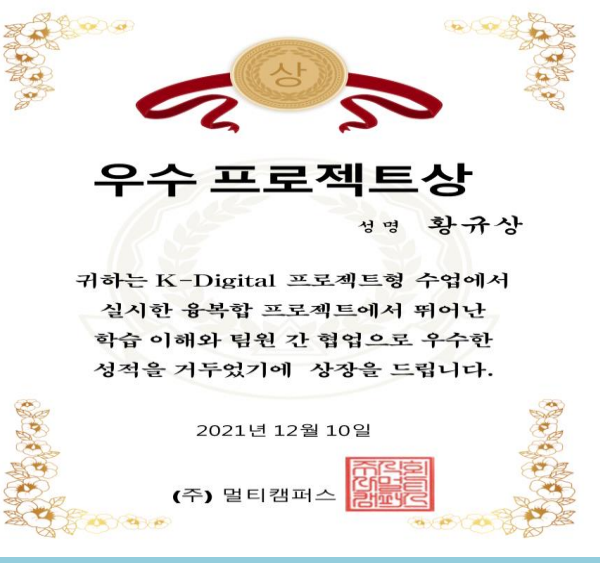 상
우수 프로젝트상
성명 황규상
귀하는 K-Digital 프로젝트형 수업에서
실시한 융복합 프로젝트에서 뛰어난
학습 이해와 팀원 간 협업으로 우수한
성적을 거두었기에 상장을 드립니다.
2021년 12월 10일
(주) 멀티캠퍼스